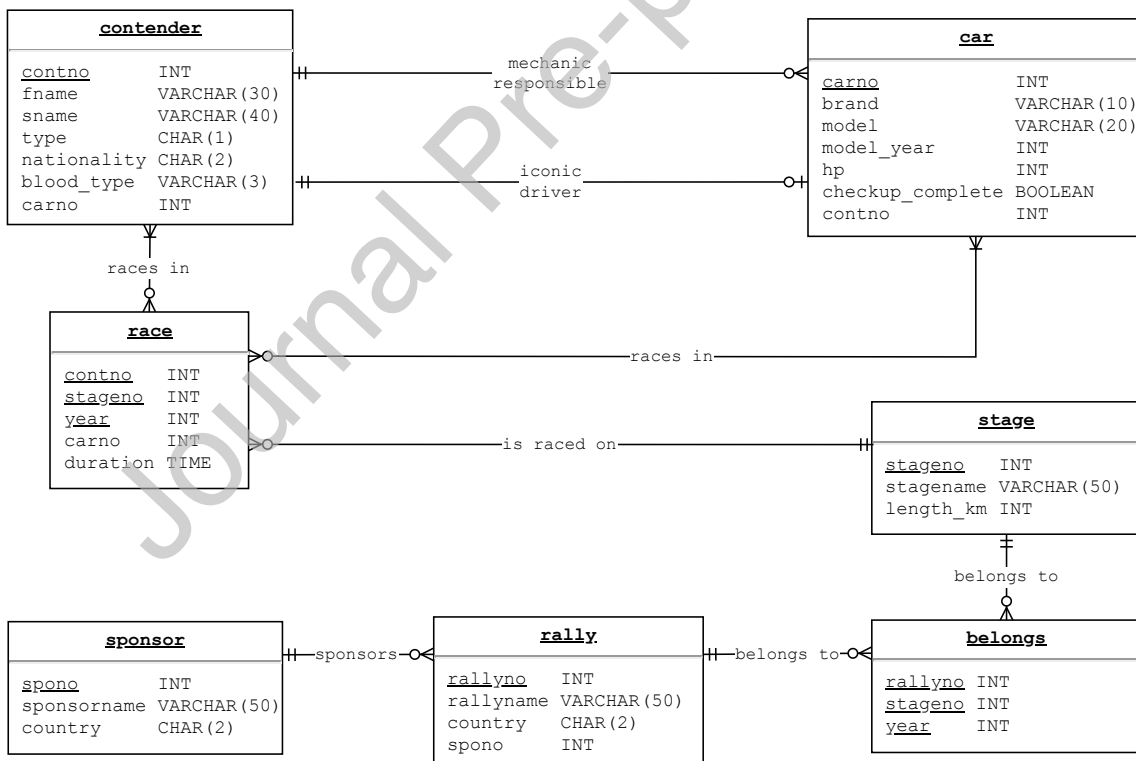 contender
contno INT
fname VARCHAR(30)
sname VARCHAR(40)
type CHAR(1)
nationality CHAR(2)
blood_type VARCHAR(3)
carno INT
mechanic
responsible
iconic
driver
car
carno INT
brand VARCHAR(10)
model VARCHAR(20)
model_year INT
hp INT
checkup_complete BOOLEAN
contno INT
races in
race
contno INT
stageno INT
year INT
carno INT
duration TIME
races in
is raced on
stage
stageno INT
stagename VARCHAR(50)
length_km INT
belongs to
sponsor
spono INT
sponsorname VARCHAR(50)
country CHAR(2)
sponsors
rally
rallyno INT
rallyname VARCHAR(50)
country CHAR(2)
spono INT
belongs to
belongs
rallyno INT
stageno INT
year INT
Journal Pre-p